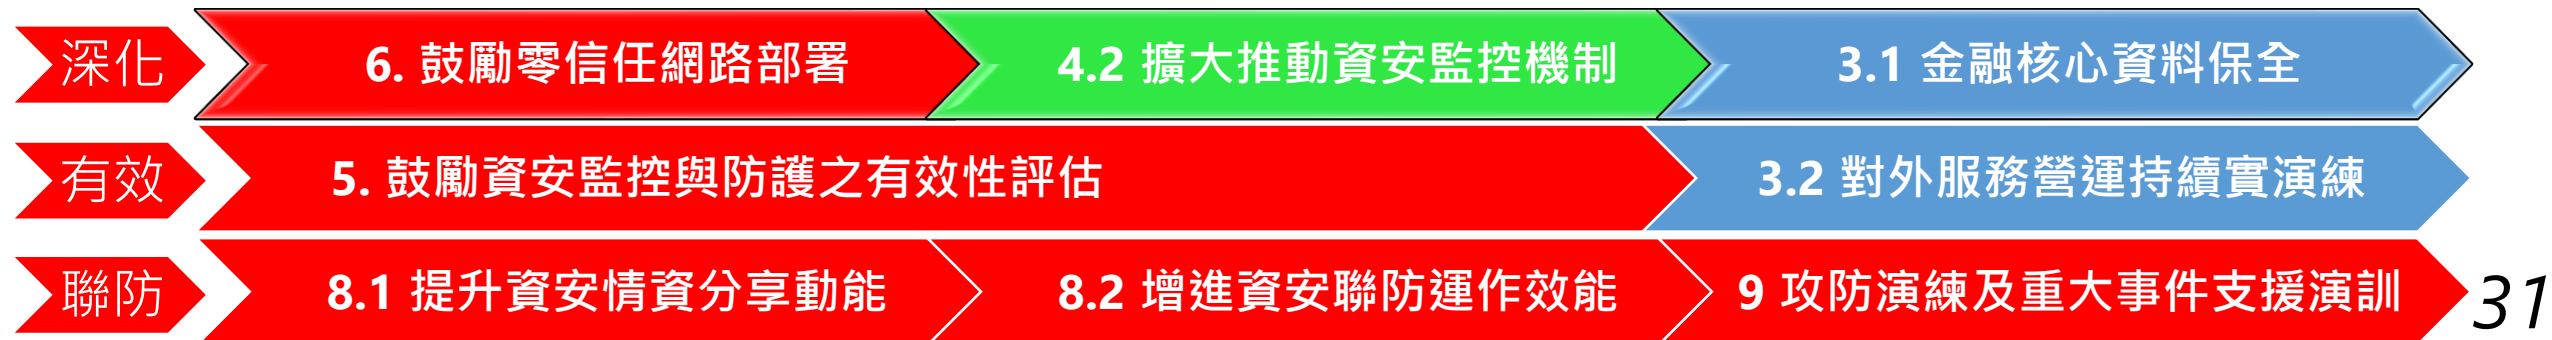 深化 6. 鼓勵零信任網路部署 4.2 擴大推動資安監控機制 3.1 金融核心資料保全
有效 5. 鼓勵資安監控與防護之有效性評估 3.2 對外服務營運持續實演練
聯防 8.1 提升資安情資分享動能 8.2 增進資安聯防運作效能 9 攻防演練及重大事件支援演訓 31